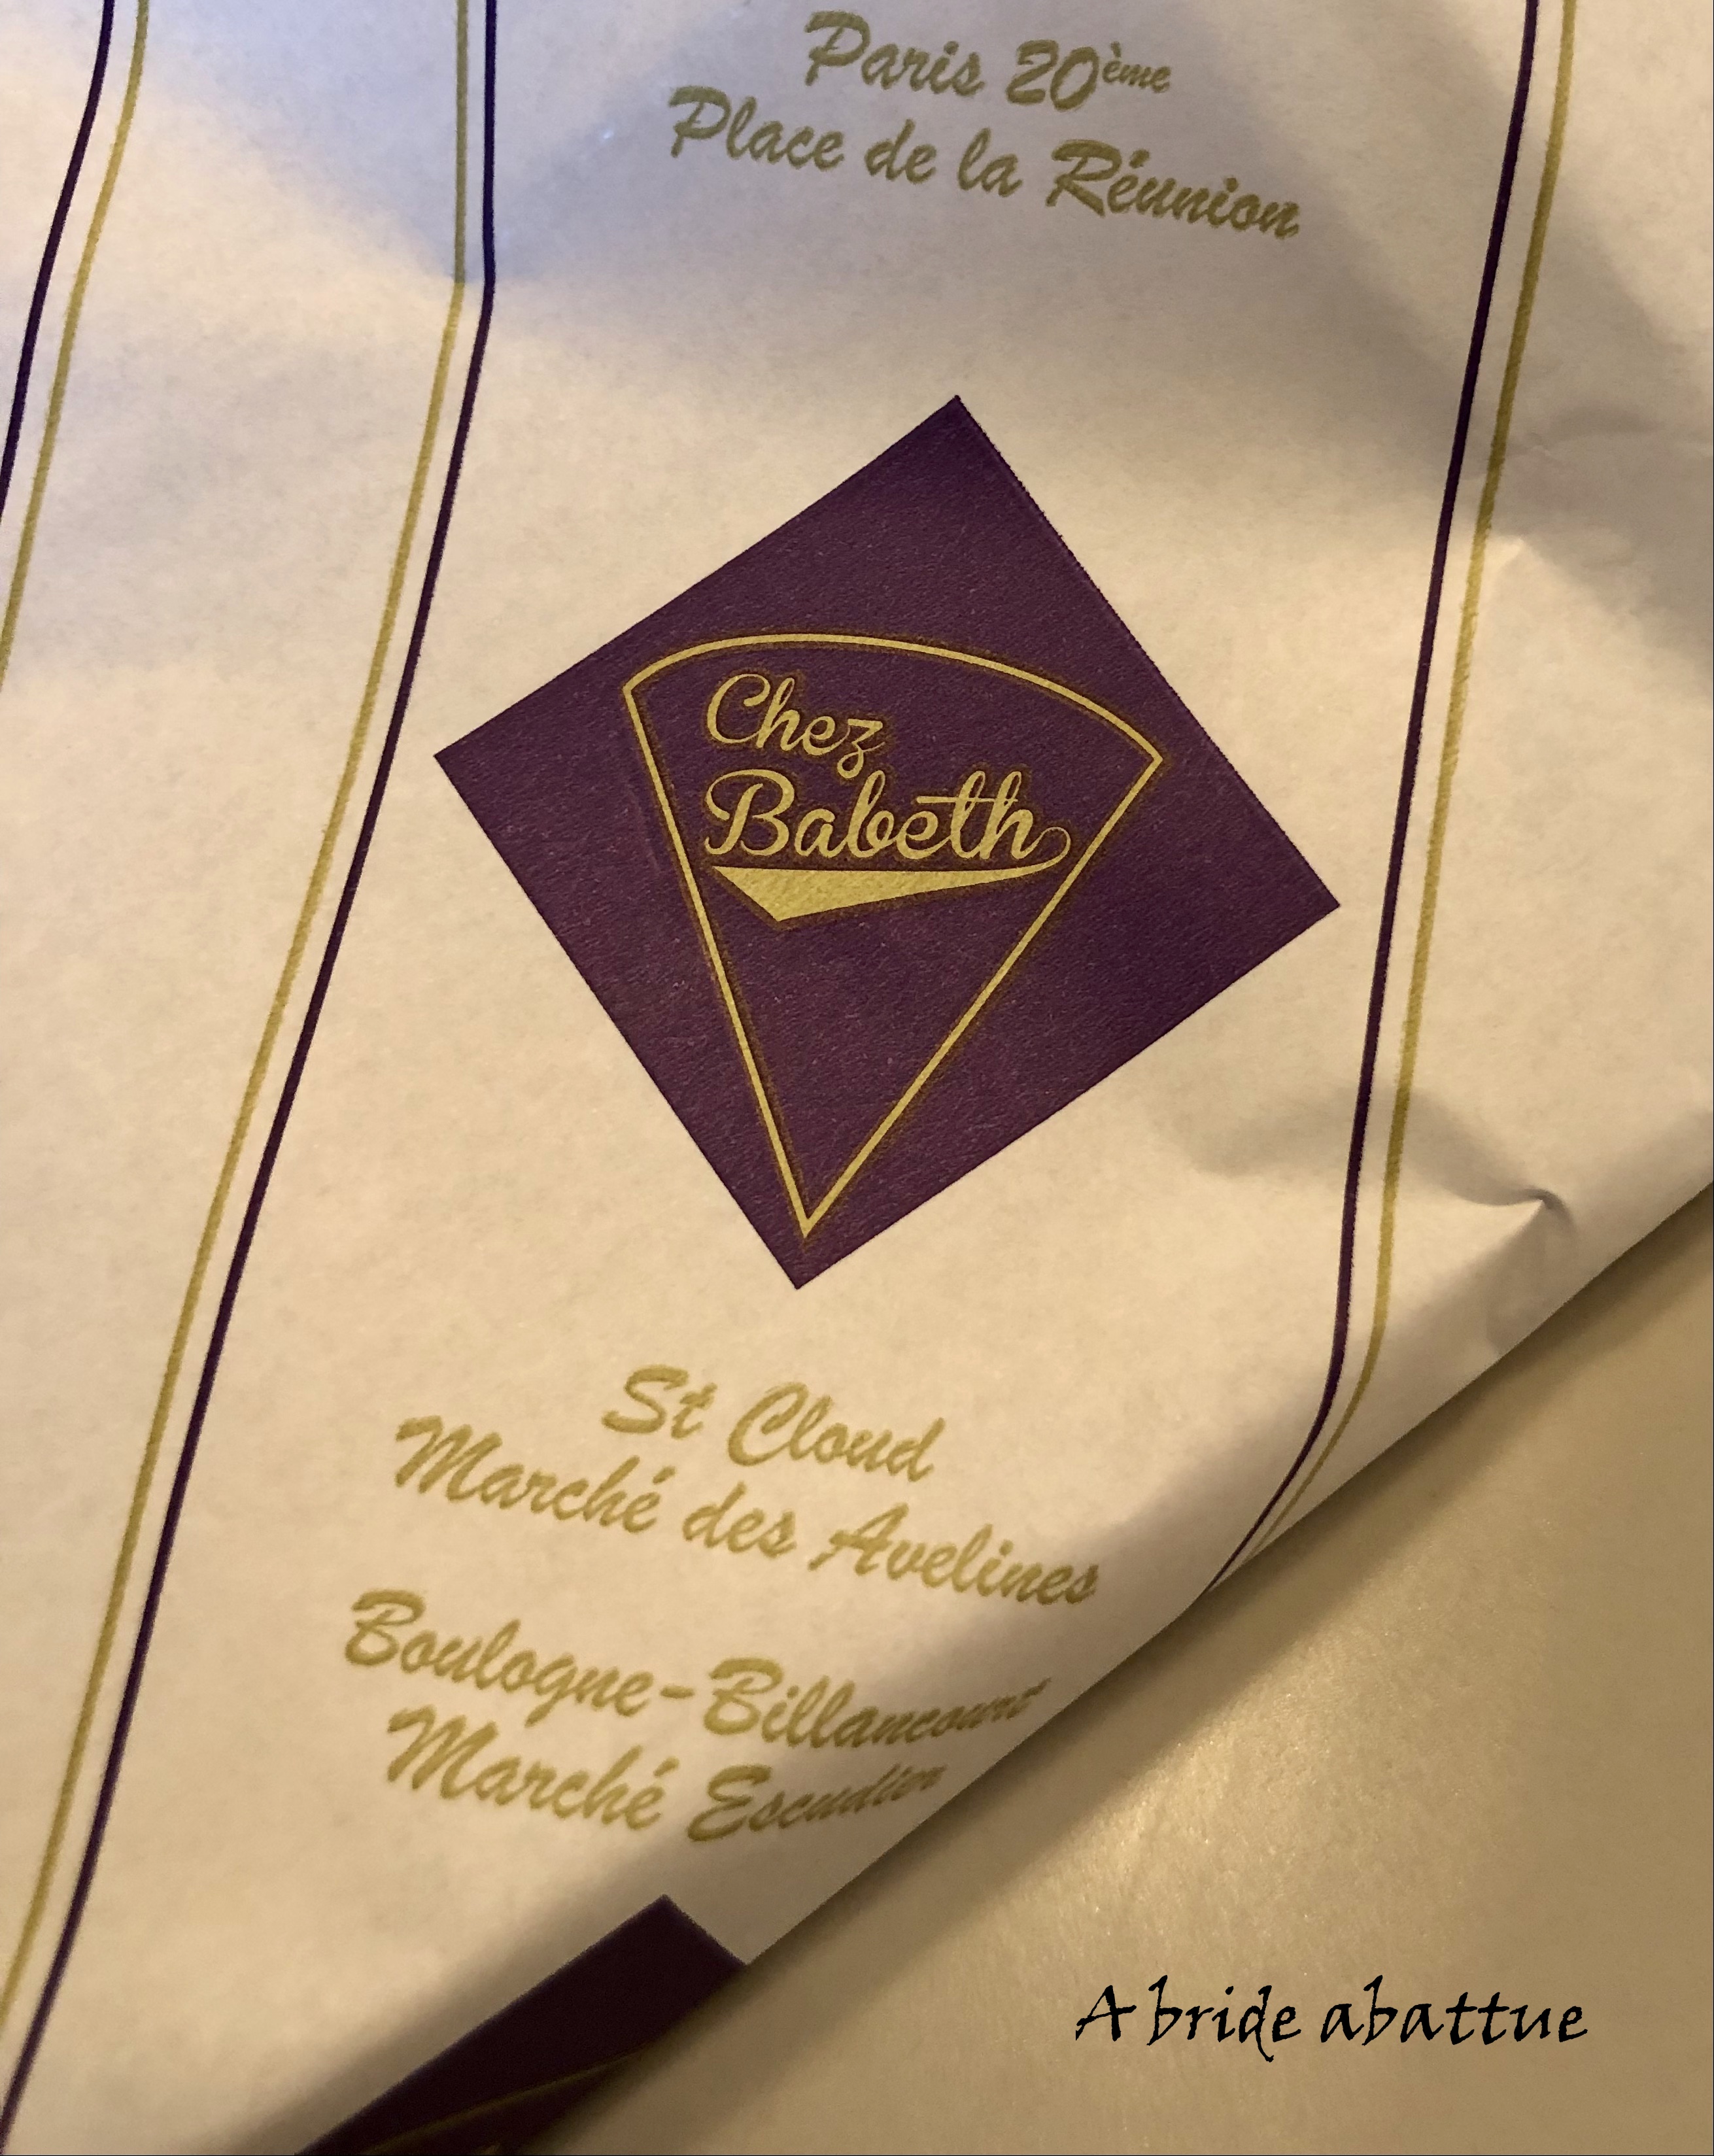 Paris 20ème
Place de la Réunion
Chez
Babeth
St Cloud
Marché des Avelines
Boulogne-Billancourt
Marché Escudier
A bride abattue